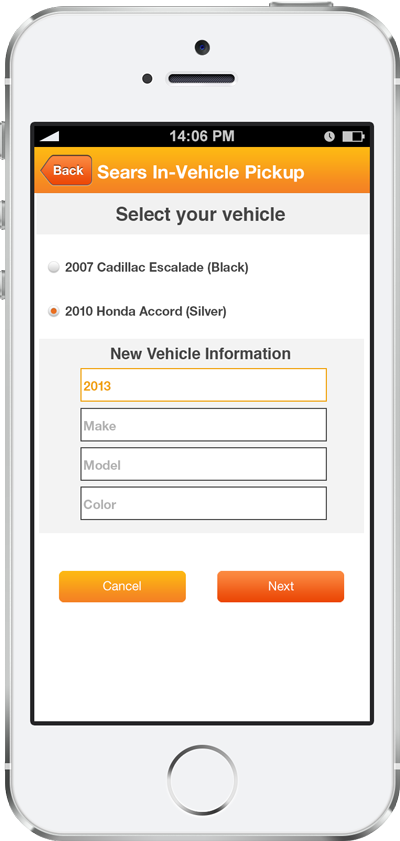 14:06 PM
Back
Sears In-Vehicle Pickup
Select your vehicle
2007 Cadillac Escalade (Black)
2010 Honda Accord (Silver)
New Vehicle Information
2013
Make
Model
Color
Cancel
Next